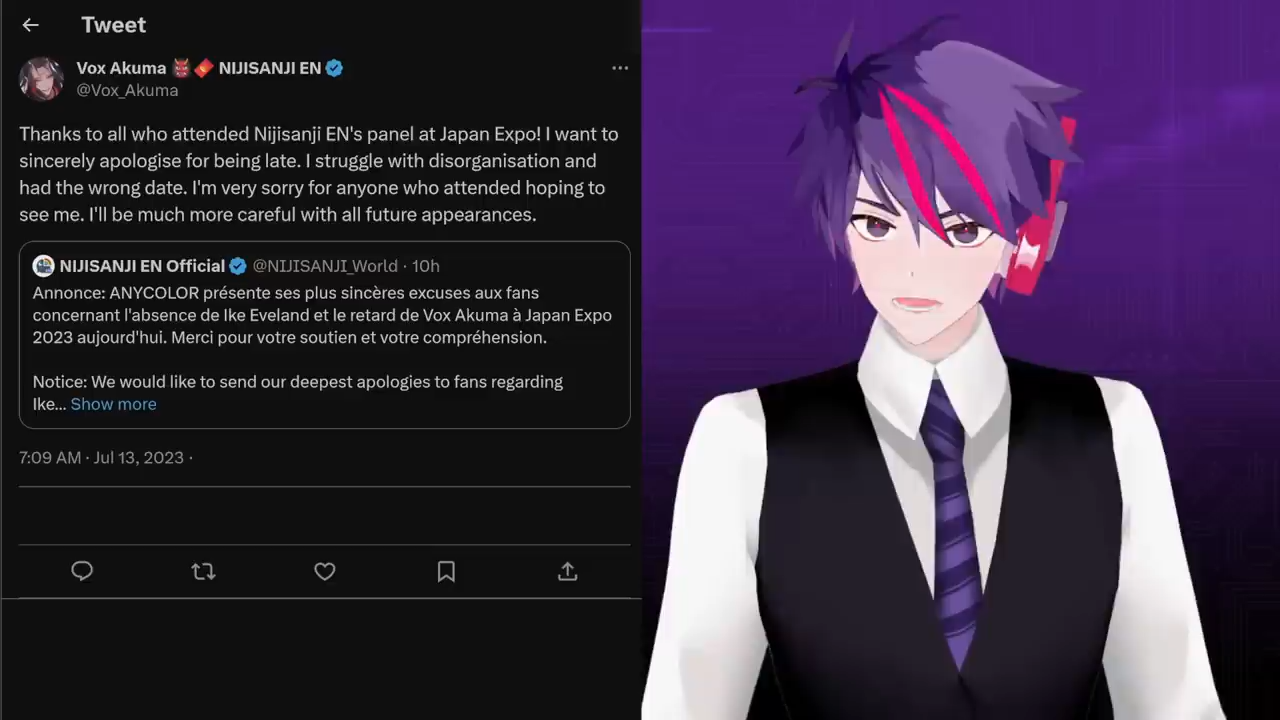 Tweet
Vox Akuma 👹🧧 NIJISANJI EN
@Vox_Akuma
Thanks to all who attended Nijisanji EN's panel at Japan Expo! I want to
sincerely apologise for being late. I struggle with disorganisation and
had the wrong date. I'm very sorry for anyone who attended hoping to
see me. I'll be much more careful with all future appearances.
NIJISANJI EN Official @NIJISANJI_World · 10h
Annonce: ANYCOLOR présente ses plus sincères excuses aux fans
concernant l'absence de Ike Eveland et le retard de Vox Akuma à Japan Expo
2023 aujourd'hui. Merci pour votre soutien et votre compréhension.
Notice: We would like to send our deepest apologies to fans regarding
Ike... Show more
7:09 AM · Jul 13, 2023 ·